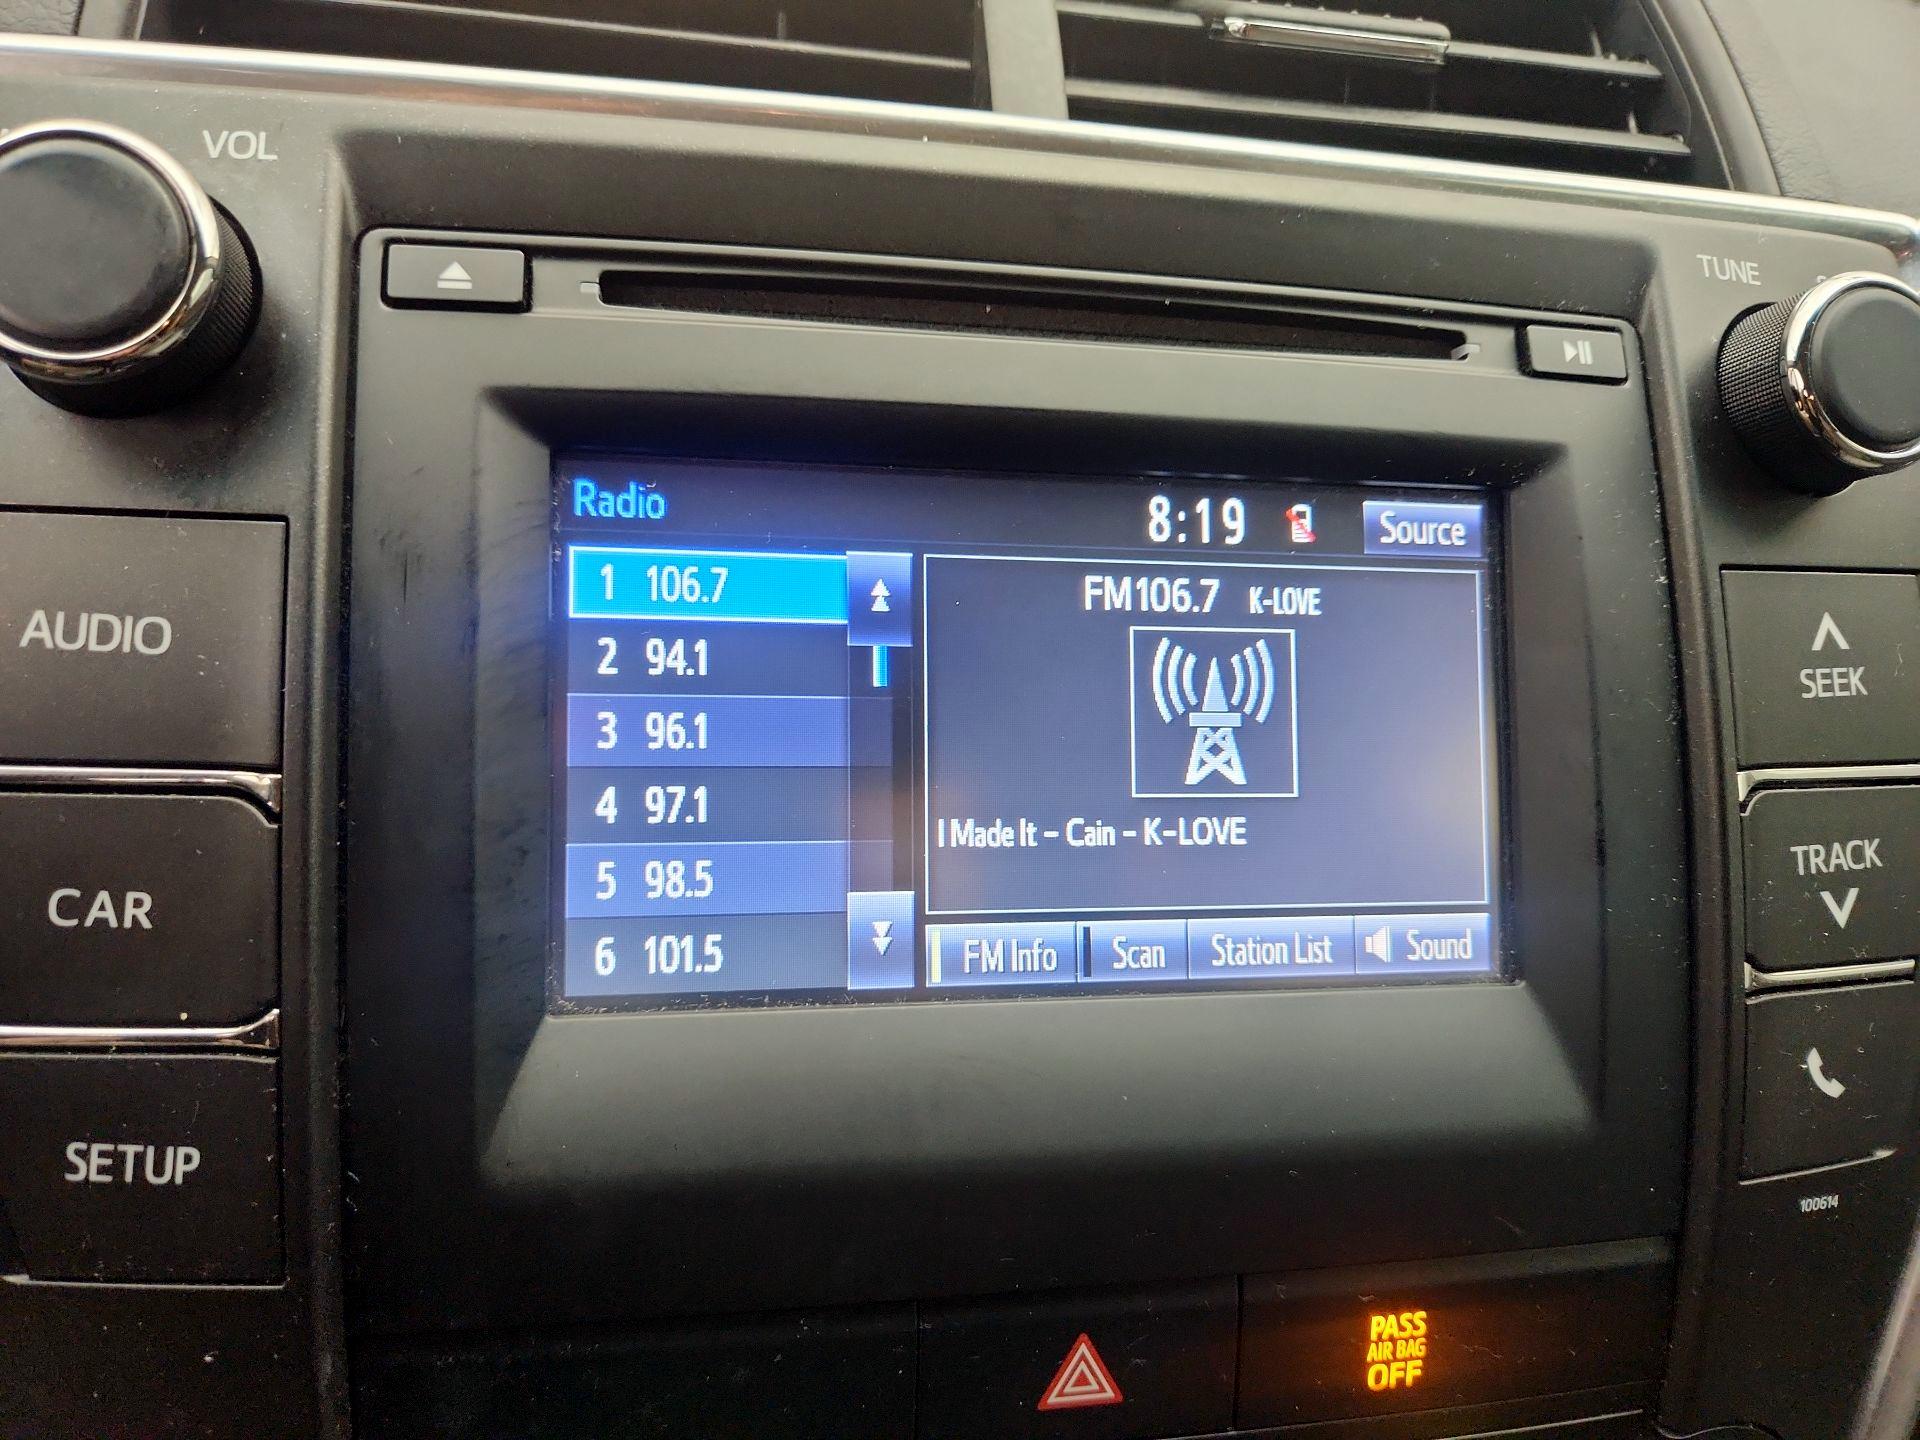 VOL
TUNE
Radio
8:19
Source
1 106.7
2 94.1
3 96.1
4 97.1
5 98.5
6 101.5
FM106.7 K-LOVE
I Made It - Cain - K-LOVE
FM Info
Scan
Station List
Sound
AUDIO
CAR
SETUP
SEEK
TRACK
100614
PASS
AIR BAG
OFF